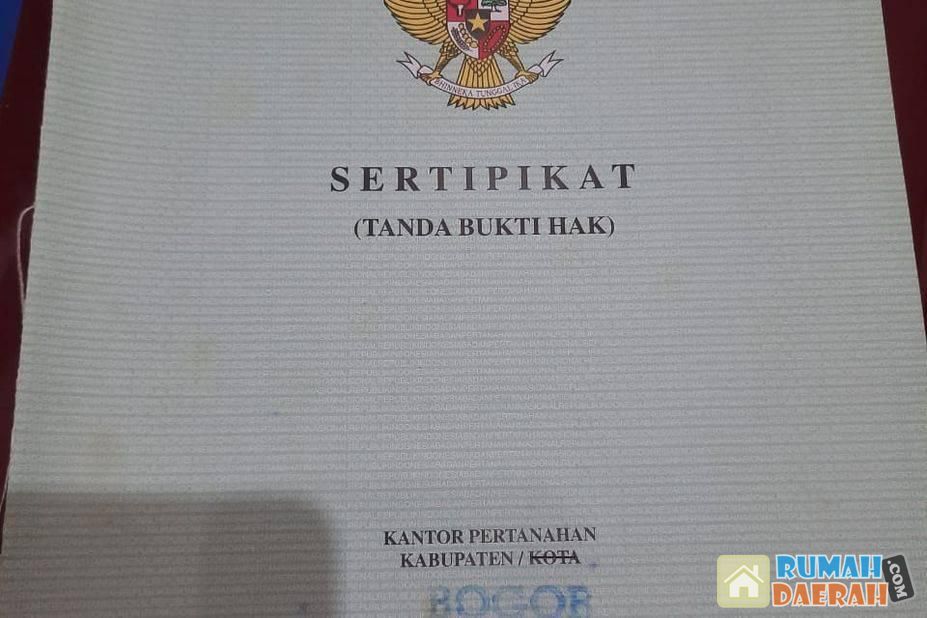 BHINNEKA TUNGGAL IKA
SERTIPIKAT
(TANDA BUKTI HAK)
KANTOR PERTANAHAN
KABUPATEN / KOTA
BOGOR
RUMAH
DAERAH.COM